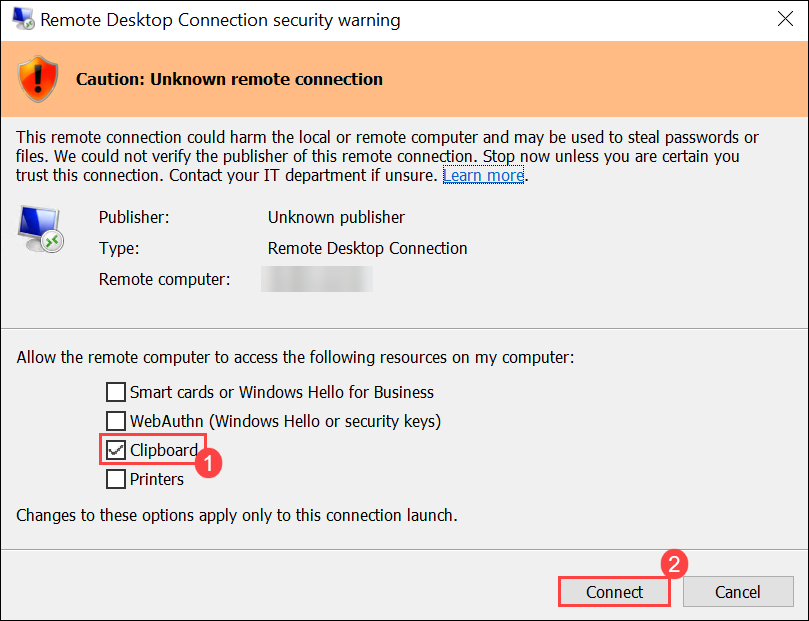 Remote Desktop Connection security warning
Caution: Unknown remote connection
This remote connection could harm the local or remote computer and may be used to steal passwords or
files. We could not verify the publisher of this remote connection. Stop now unless you are certain you
trust this connection. Contact your IT department if unsure. Learn more.
Publisher: Unknown publisher
Type: Remote Desktop Connection
Remote computer:
Allow the remote computer to access the following resources on my computer:
Smart cards or Windows Hello for Business
WebAuthn (Windows Hello or security keys)
Clipboard
1
Printers
Changes to these options apply only to this connection launch.
2
Connect Cancel